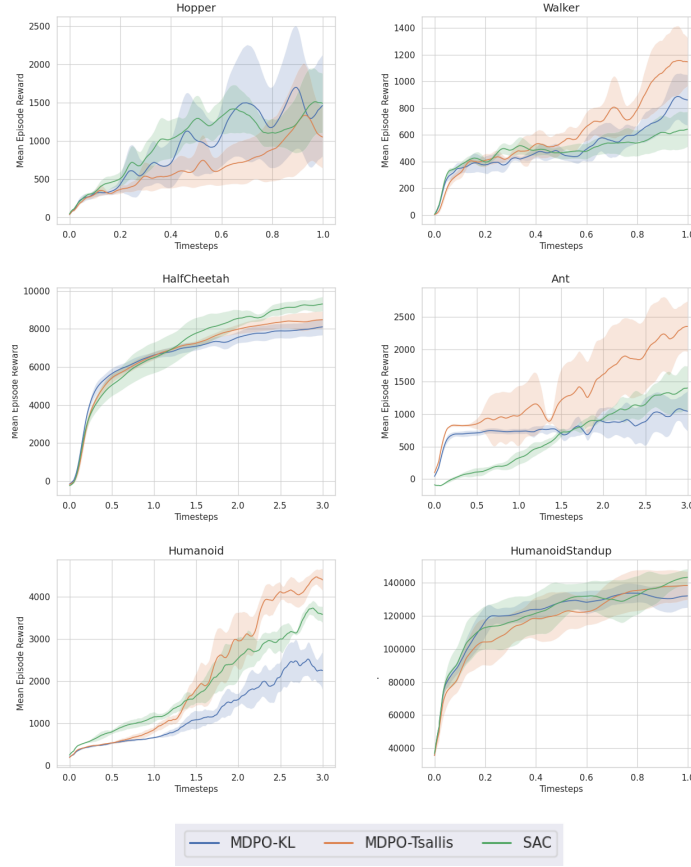 Hopper
Mean Episode Reward
2500
2000
1500
1000
500
0
0.0 0.2 0.4 0.6 0.8 1.0
Timesteps
Walker
Mean Episode Reward
1400
1200
1000
800
600
400
200
0
0.0 0.2 0.4 0.6 0.8 1.0
Timesteps
HalfCheetah
Mean Episode Reward
10000
8000
6000
4000
2000
0
0.0 0.5 1.0 1.5 2.0 2.5 3.0
Timesteps
Ant
Mean Episode Reward
2500
2000
1500
1000
500
0
0.0 0.5 1.0 1.5 2.0 2.5 3.0
Timesteps
Humanoid
Mean Episode Reward
4000
3000
2000
1000
0
0.0 0.5 1.0 1.5 2.0 2.5 3.0
Timesteps
HumanoidStandup
140000
120000
100000
80000
60000
40000
0.0 0.2 0.4 0.6 0.8 1.0
Timesteps
MDPO-KL MDPO-Tsallis SAC